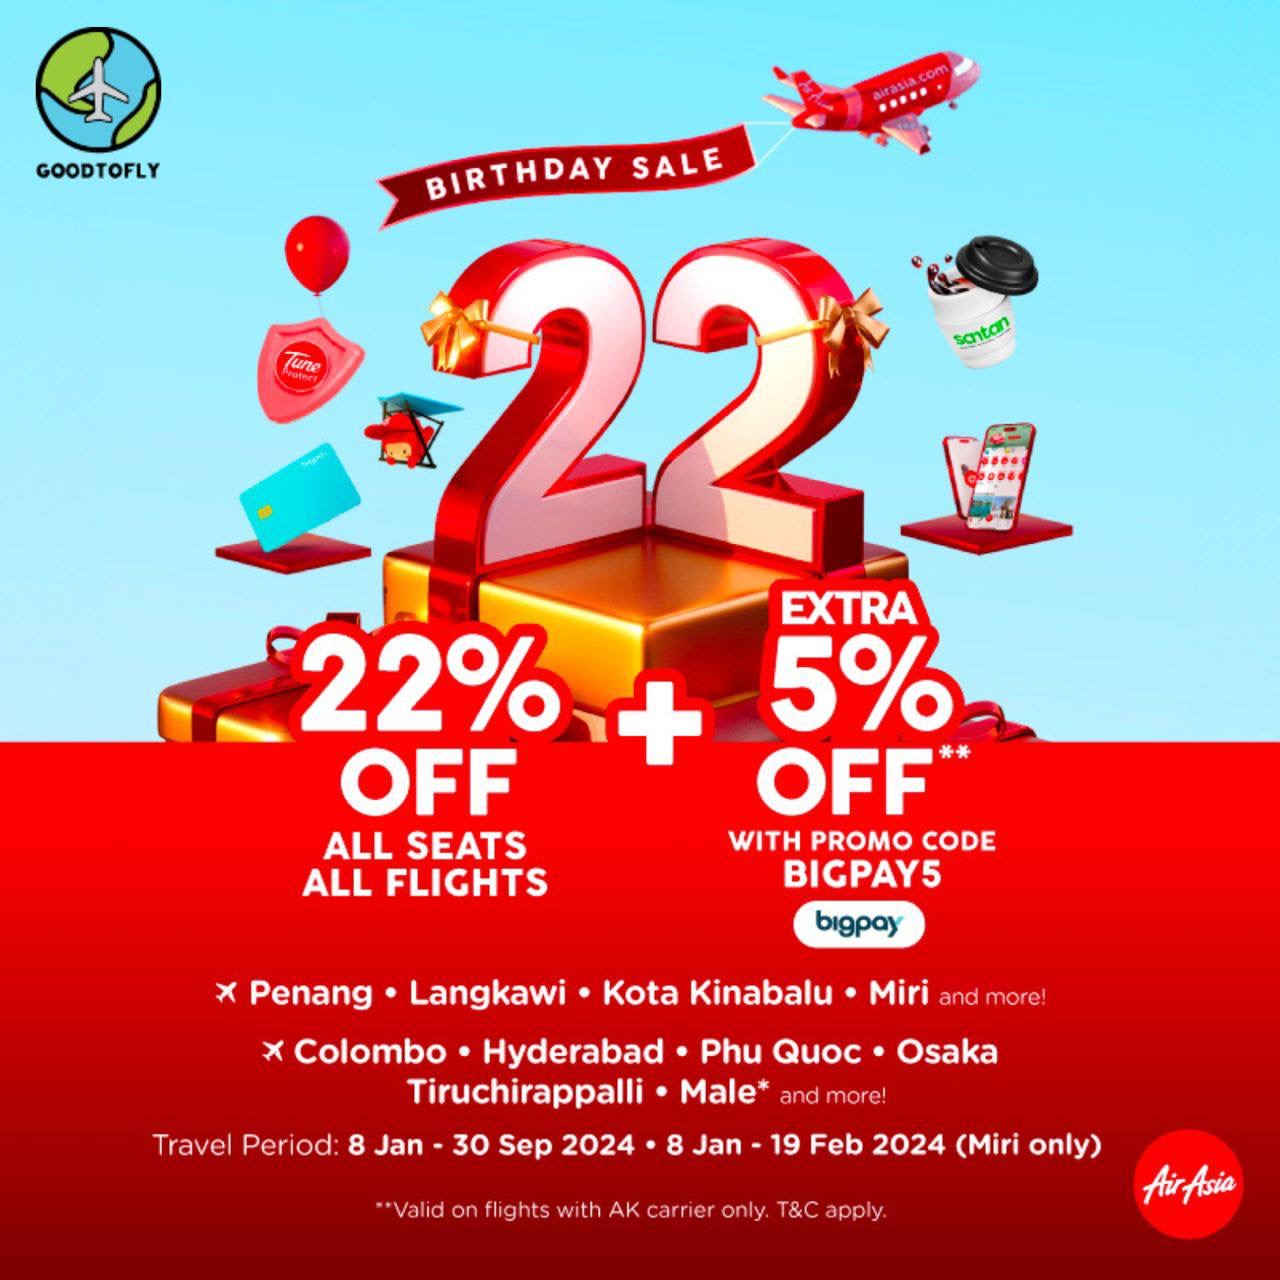 GOODTOFLY
airasia.com
BIRTHDAY SALE
22
Tune
Protect
santan
22%
OFF
ALL SEATS
ALL FLIGHTS
+
EXTRA
5%
OFF**
WITH PROMO CODE
BIGPAY5
bigpay
Penang • Langkawi • Kota Kinabalu • Miri and more!
Colombo • Hyderabad • Phu Quoc • Osaka
Tiruchirappalli • Male* and more!
Travel Period: 8 Jan - 30 Sep 2024 • 8 Jan - 19 Feb 2024 (Miri only)
AirAsia
**Valid on flights with AK carrier only. T&C apply.